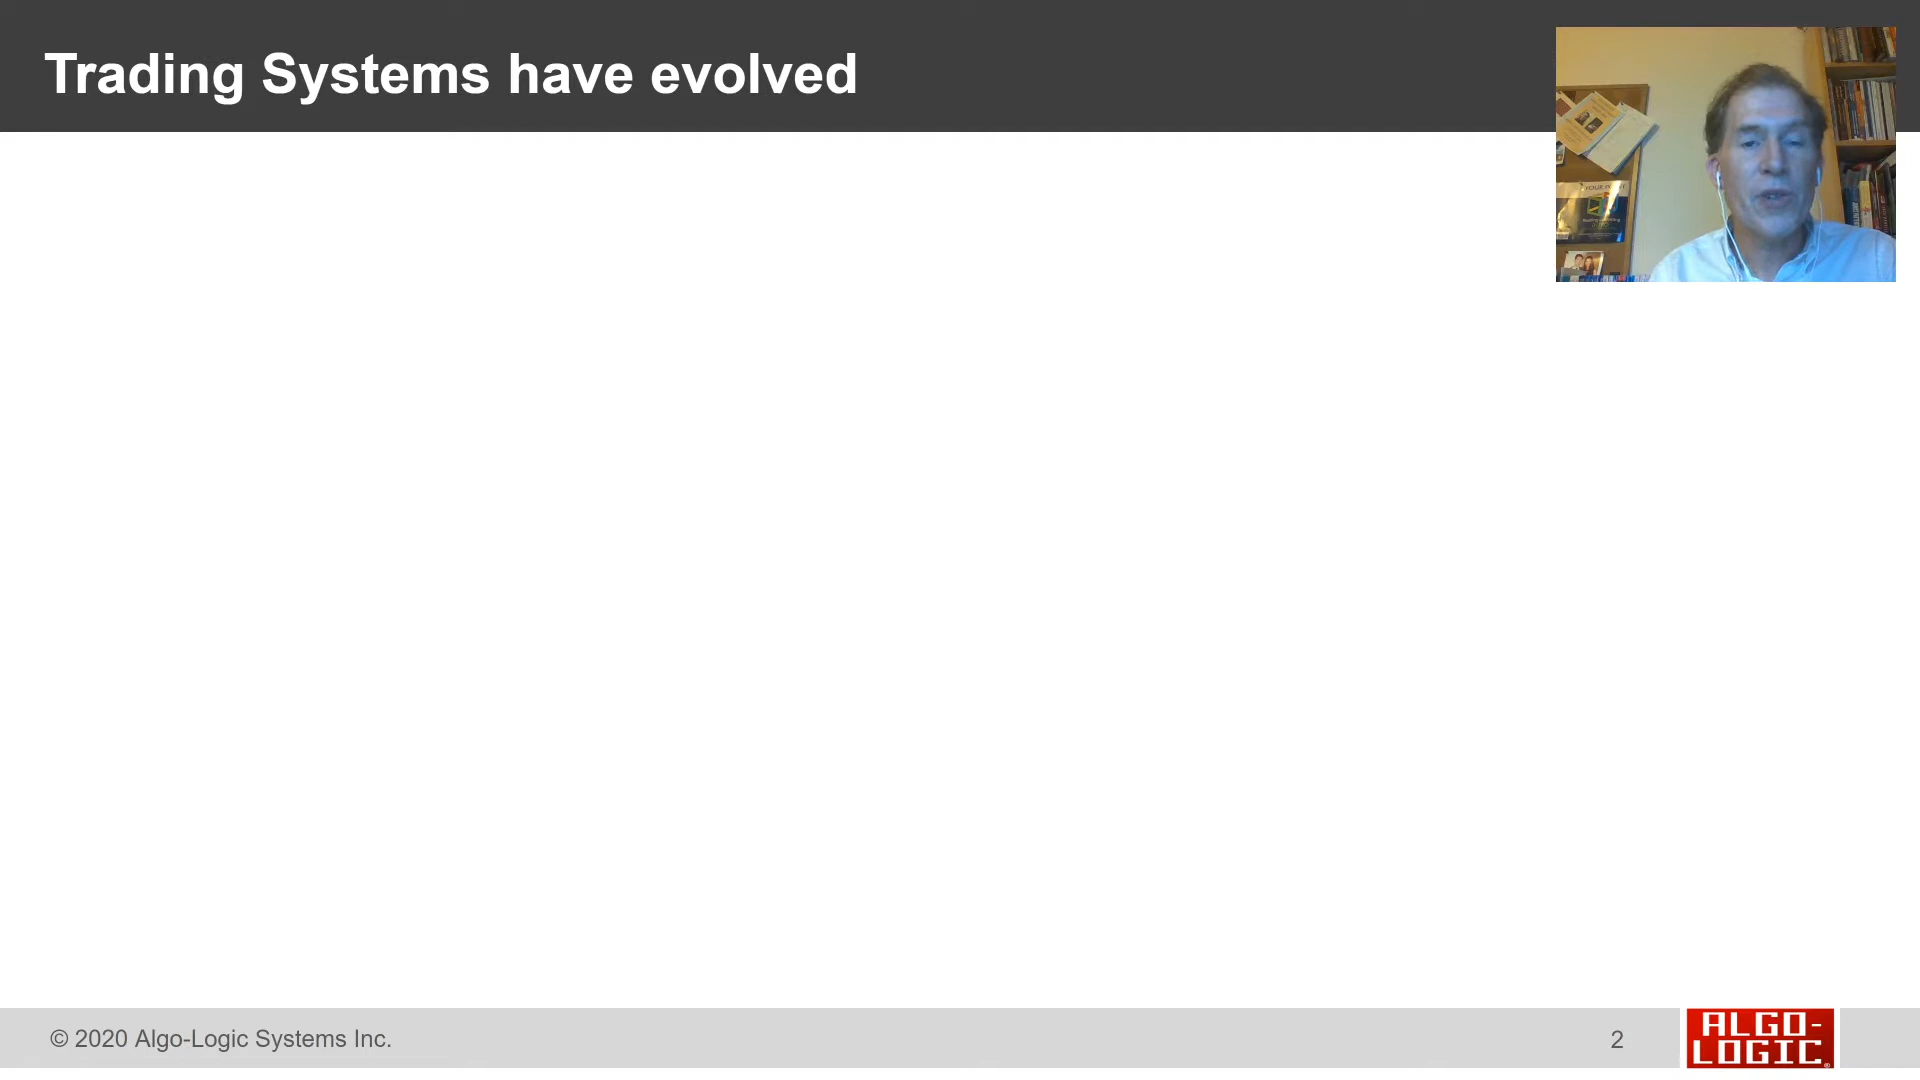 Trading Systems have evolved
© 2020 Algo-Logic Systems Inc.
2
ALGO-
LOGIC®